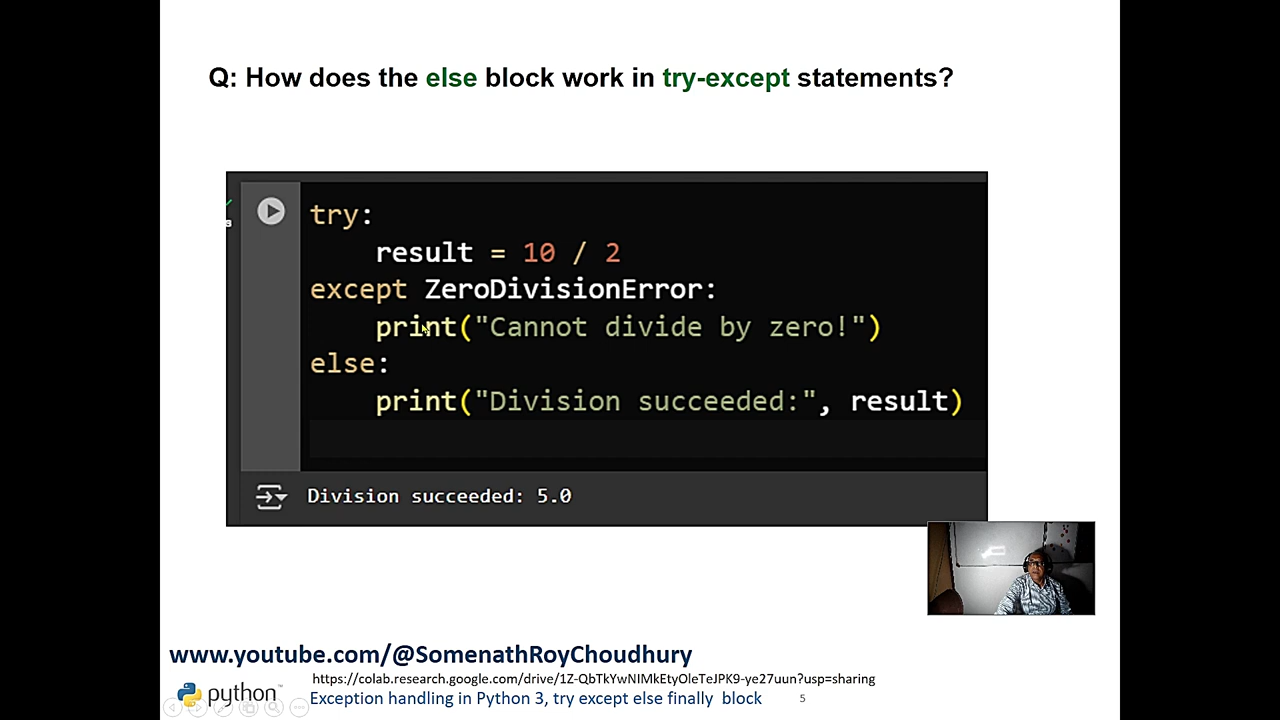 Q: How does the else block work in try-except statements?
try:
    result = 10 / 2
except ZeroDivisionError:
    print("Cannot divide by zero!")
else:
    print("Division succeeded:", result)
Division succeeded: 5.0
www.youtube.com/@SomenathRoyChoudhury
https://colab.research.google.com/drive/1Z-QbTkYwNIMkEtyOleTeJPK9-ye27uun?usp=sharing
python™
Exception handling in Python 3, try except else finally block
5